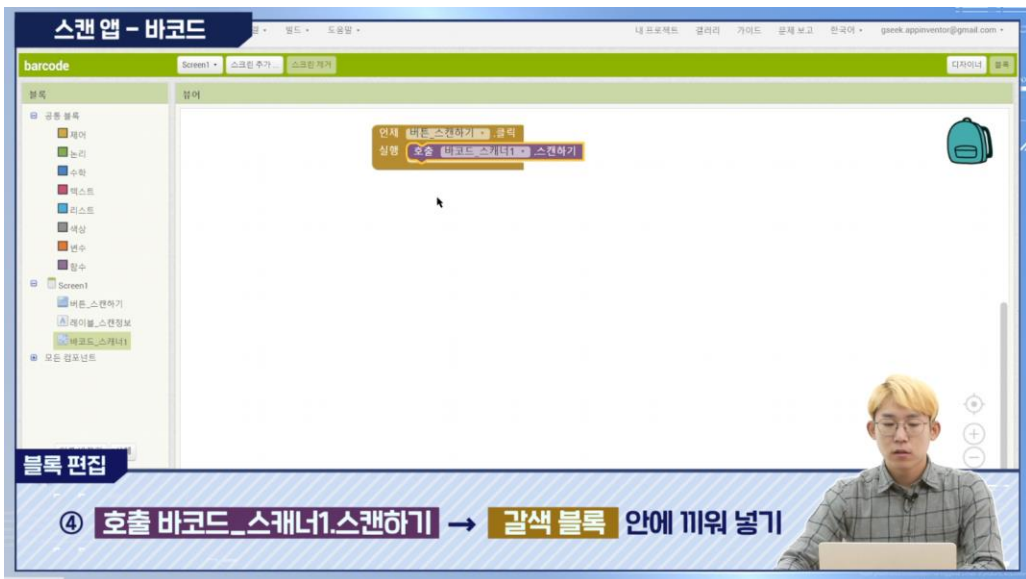 스캔 앱 – 바코드
빌드 도움말 내 프로젝트 갤러리 가이드 문제 보고 한국어 gseek.appinventor@gmail.com
barcode Screen1 스크린 추가 ... 스크린 제거 디자이너 블록
블록 뷰어
공통 블록
제어
논리
수학
텍스트
리스트
색상
변수
함수
Screen1
버튼_스캔하기
레이블_스캔정보
바코드_스캐너1
모든 컴포넌트
언제 버튼_스캔하기 .클릭
실행 호출 바코드_스캐너1 .스캔하기
블록 편집
④ 호출 바코드_스캐너1.스캔하기 → 갈색 블록 안에 끼워 넣기